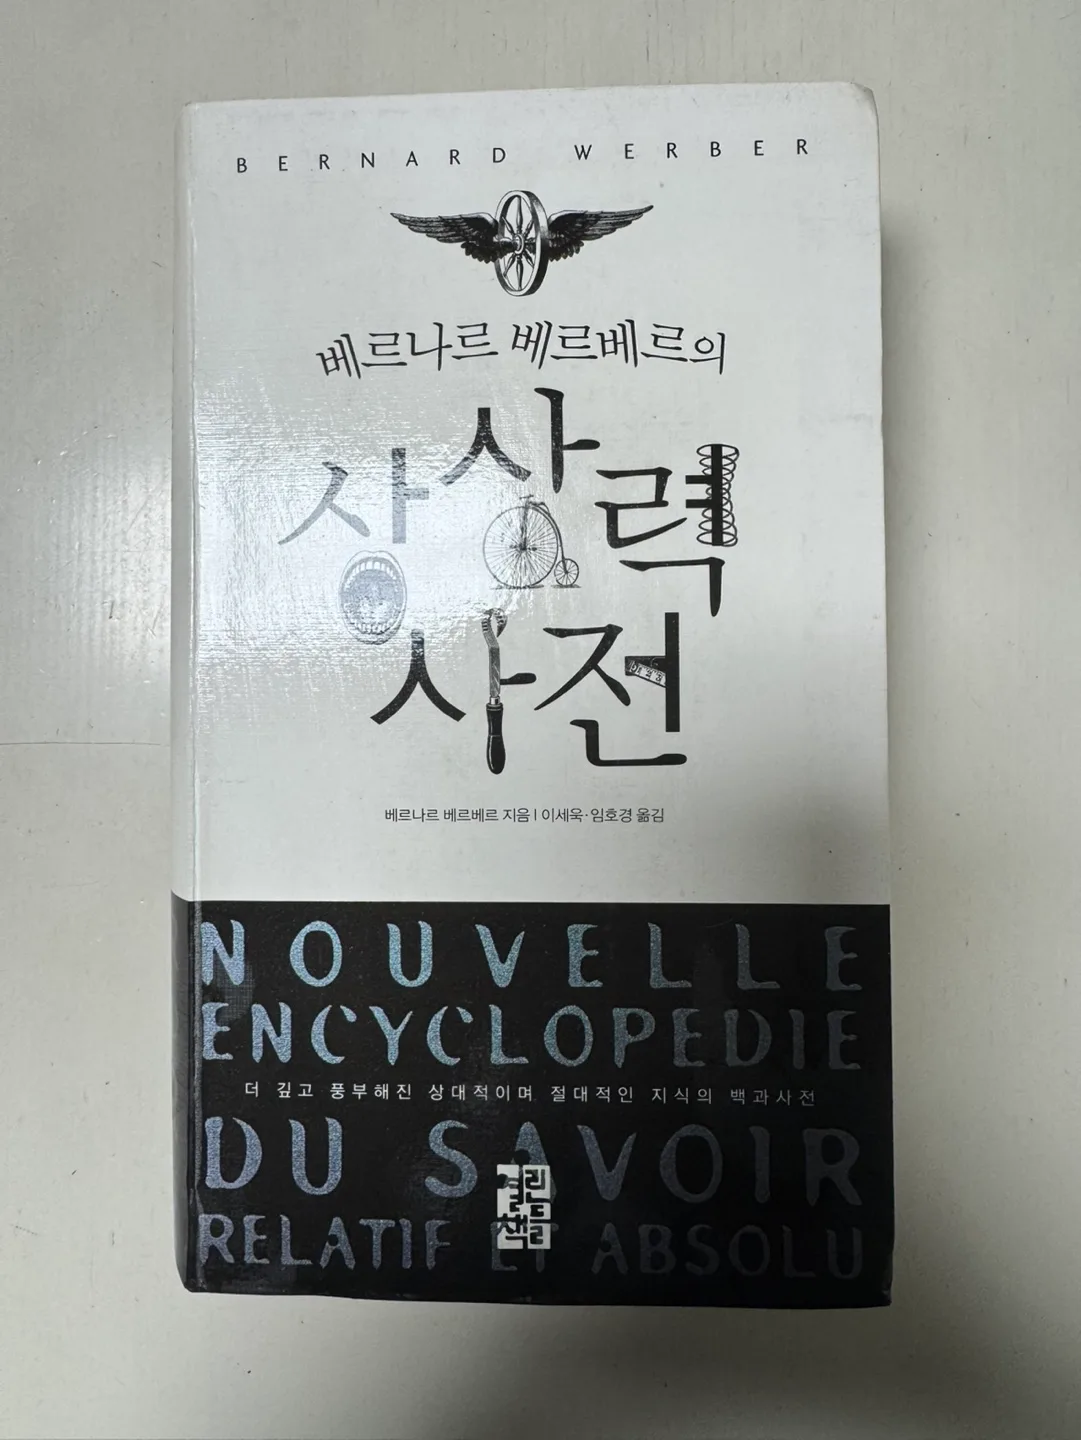 BERNARD WERBER
베르나르 베르베르의
상상력
사전
베르나르 베르베르 지음 | 이세욱·임호경 옮김
NOUVELLE
ENCYCLOPEDIE
더 깊고 풍부해진 상대적이며 절대적인 지식의 백과사전
DU SAVOIR
열린
책들
RELATIF ET ABSOLU